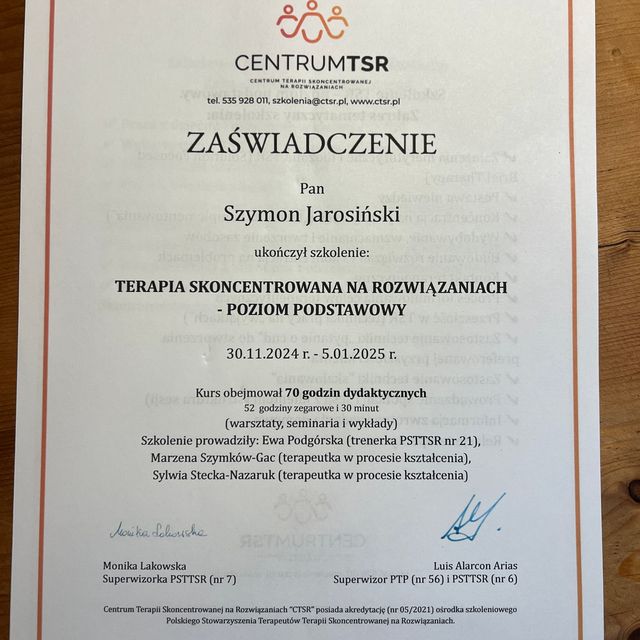 CENTRUMTSR
CENTRUM TERAPII SKONCENTROWANEJ
NA ROZWIĄZANIACH
tel. 535 928 011, szkolenia@ctsr.pl, www.ctsr.pl
ZAŚWIADCZENIE
Pan
Szymon Jarosiński
ukończył szkolenie:
TERAPIA SKONCENTROWANA NA ROZWIĄZANIACH
- POZIOM PODSTAWOWY
30.11.2024 r. - 5.01.2025 r.
Kurs obejmował 70 godzin dydaktycznych
52 godziny zegarowe i 30 minut
(warsztaty, seminaria i wykłady)
Szkolenie prowadziły: Ewa Podgórska (trenerka PSTTSR nr 21),
Marzena Szymków-Gac (terapeutka w procesie kształcenia),
Sylwia Stecka-Nazaruk (terapeutka w procesie kształcenia)
Monika Lakowska
Monika Lakowska
Superwizorka PSTTSR (nr 7)
Luis Alarcon Arias
Superwizor PTP (nr 56) i PSTTSR (nr 6)
Centrum Terapii Skoncentrowanej na Rozwiązaniach "CTSR" posiada akredytację (nr 05/2021) ośrodka szkoleniowego
Polskiego Stowarzyszenia Terapeutów Terapii Skoncentrowanej na Rozwiązaniach.